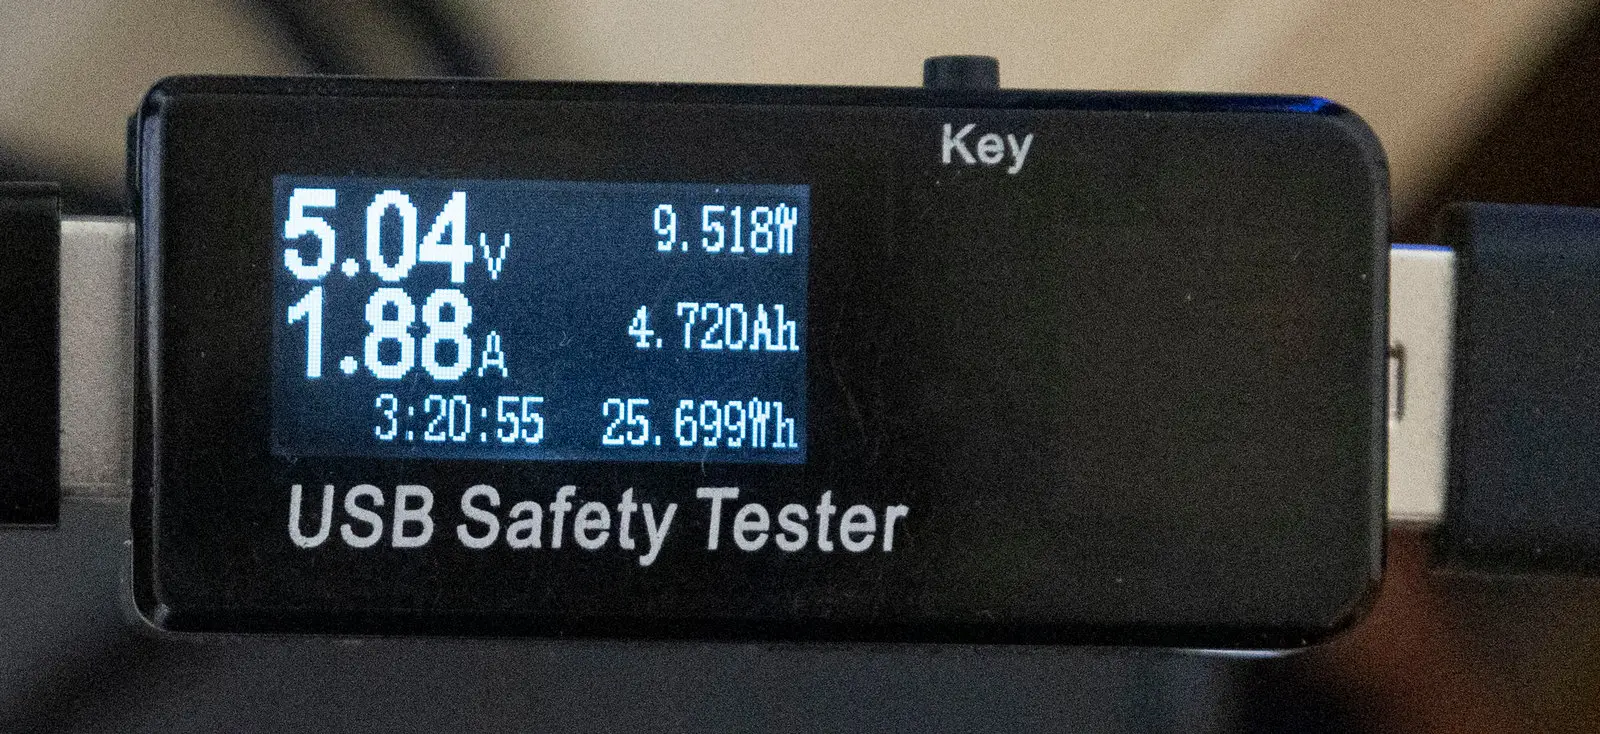 Key
5.04V 9.518W
1.88A 4.720Ah
3:20:55 25.699Wh
USB Safety Tester